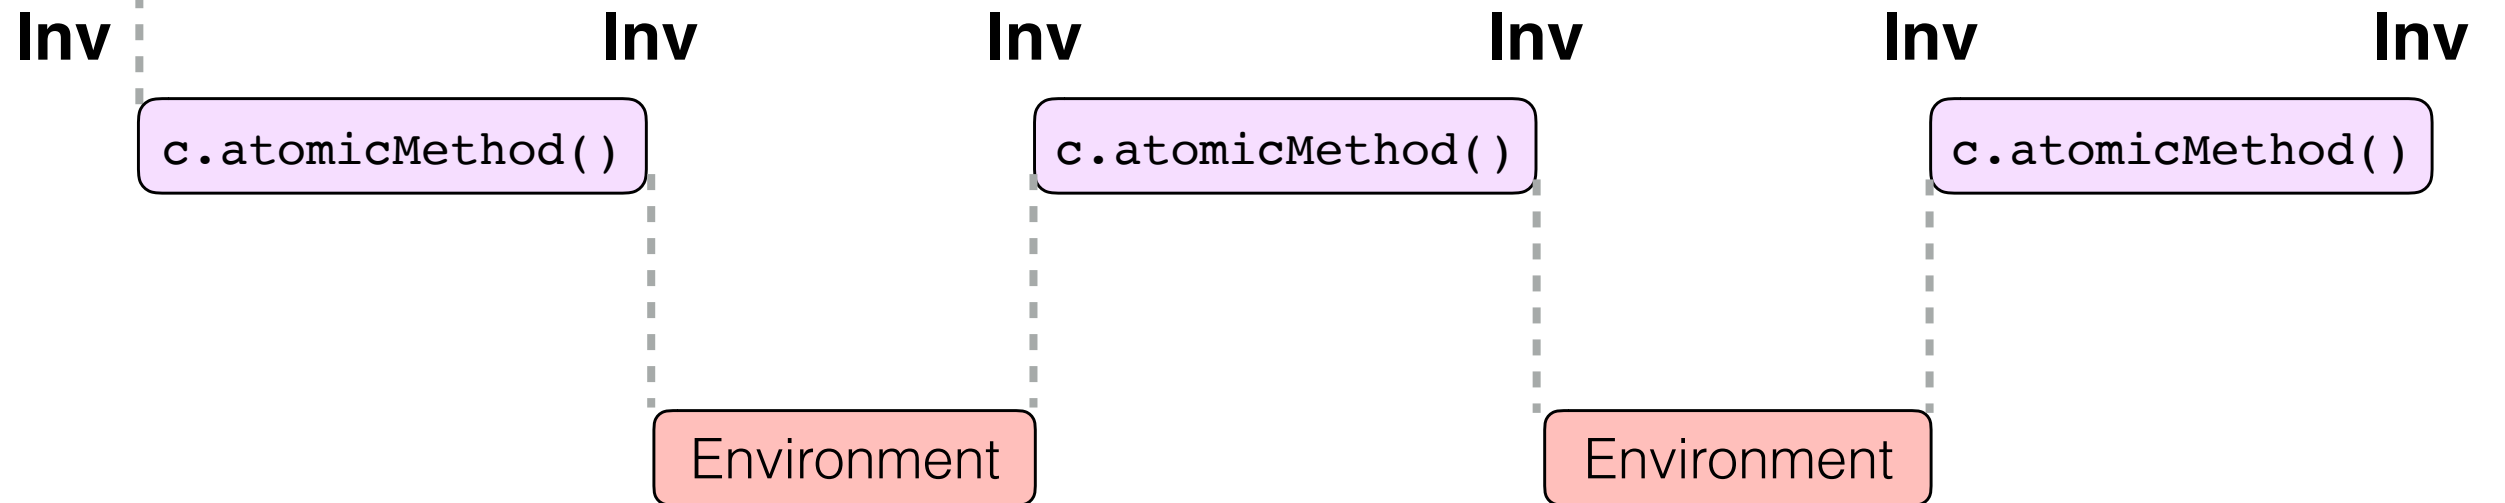 Inv Inv Inv Inv Inv Inv
c.atomicMethod() c.atomicMethod() c.atomicMethod()
Environment Environment